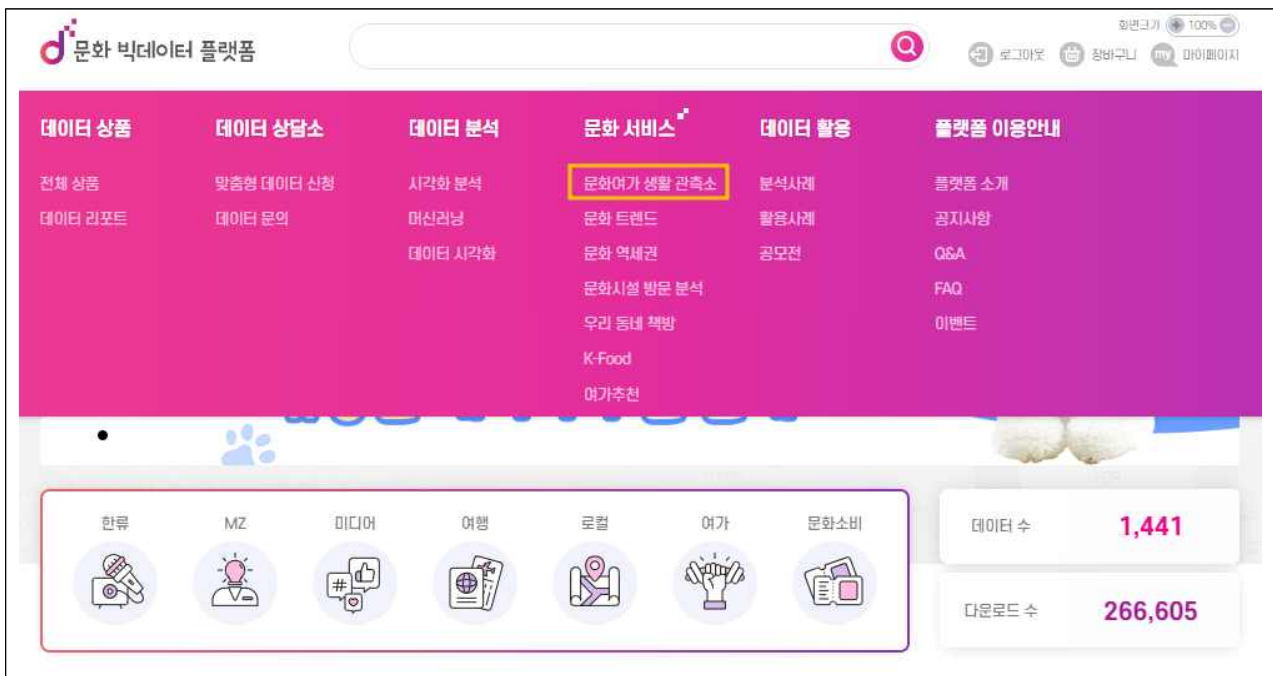 문화 빅데이터 플랫폼
화면크기 100%
로그아웃 장바구니 my 마이페이지
데이터 상품 데이터 상담소 데이터 분석 문화 서비스 데이터 활용 플랫폼 이용안내
전체 상품 맞춤형 데이터 신청 시각화 분석 문화여가 생활 관측소 분석사례 플랫폼 소개
데이터 리포트 데이터 문의 머신러닝 문화 트렌드 활용사례 공지사항
데이터 시각화 문화 역세권 공모전 Q&A
문화시설 방문 분석 FAQ
우리 동네 책방 이벤트
K-Food
여가추천
한류 MZ 미디어 여행 로컬 여가 문화소비
데이터 수 1,441
다운로드 수 266,605